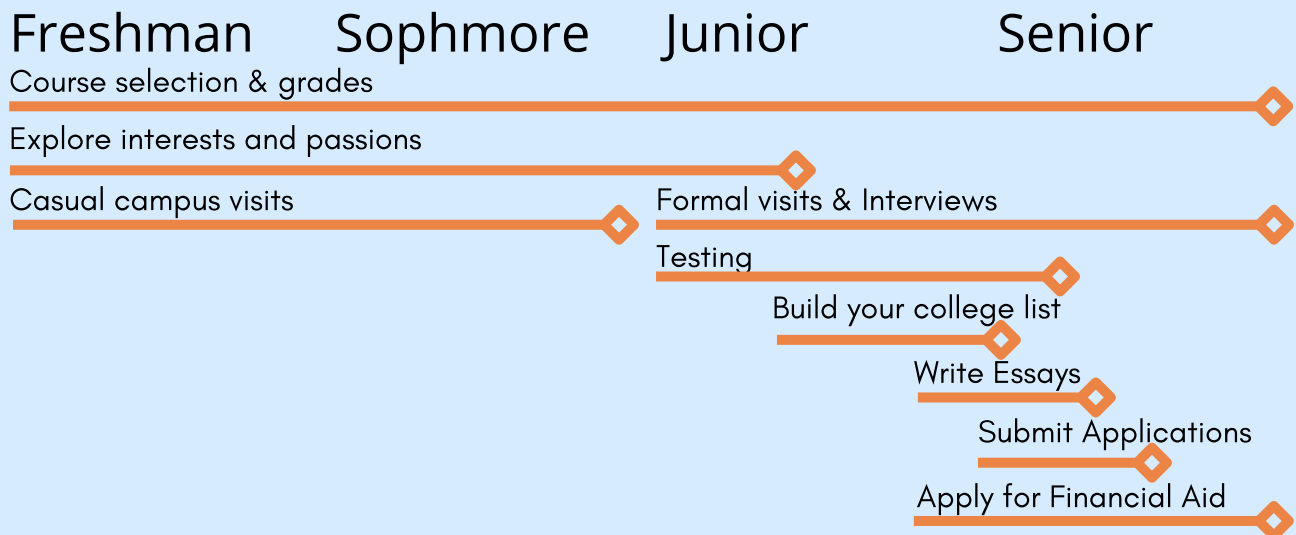 Freshman Sophmore Junior Senior
Course selection & grades
Explore interests and passions
Casual campus visits
Formal visits & Interviews
Testing
Build your college list
Write Essays
Submit Applications
Apply for Financial Aid